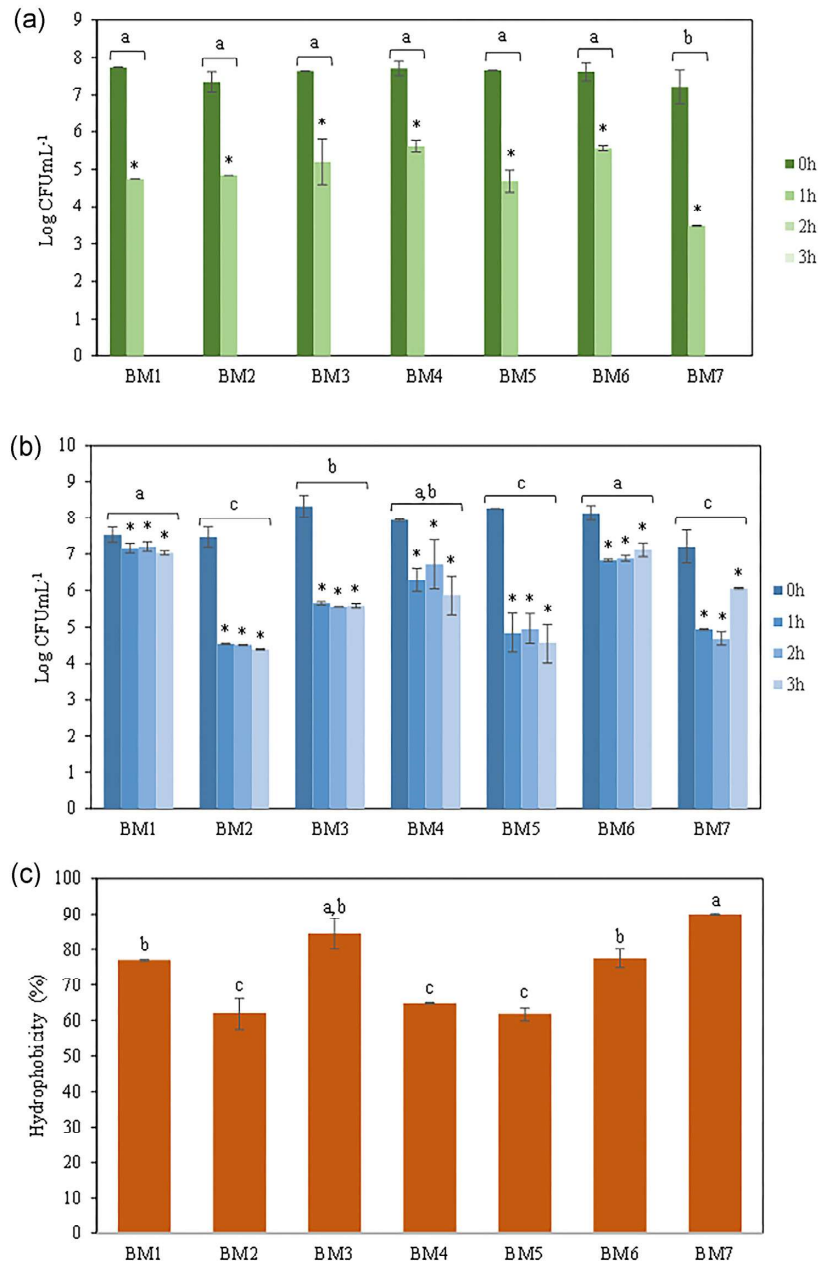 (a)
Log CFUmL-1
9
8
7
6
5
4
3
2
1
0
a a a a a a b
* * * * * * *
BM1 BM2 BM3 BM4 BM5 BM6 BM7
0h
1h
2h
3h
(b)
Log CFUmL-1
10
9
8
7
6
5
4
3
2
1
0
a c b a,b c a c
* * * * * * * * * * * * * * * * * * * * *
BM1 BM2 BM3 BM4 BM5 BM6 BM7
0h
1h
2h
3h
(c)
Hydrophobicity (%)
100
90
80
70
60
50
40
30
20
10
0
b c a,b c c b a
BM1 BM2 BM3 BM4 BM5 BM6 BM7